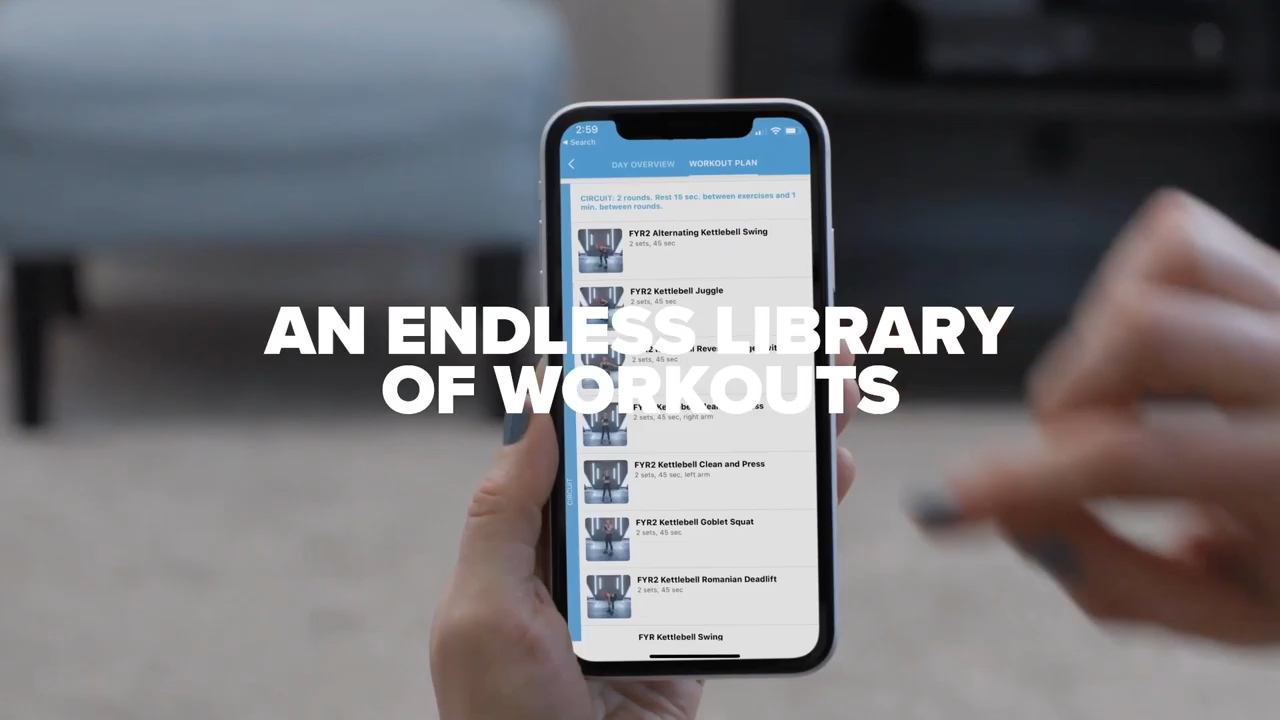 2:59
Search
DAY OVERVIEW WORKOUT PLAN
CIRCUIT: 2 rounds. Rest 15 sec. between exercises and 1
min. between rounds.
FYR2 Alternating Kettlebell Swing
2 sets, 45 sec
FYR2 Kettlebell Juggle
2 sets, 45 sec
AN ENDLESS LIBRARY
2 sets, 45 sec
OF WORKOUTS
2 sets, 45 sec, right arm
FYR2 Kettlebell Clean and Press
2 sets, 45 sec, left arm
CIRCUIT
FYR2 Kettlebell Goblet Squat
2 sets, 45 sec
FYR2 Kettlebell Romanian Deadlift
2 sets, 45 sec
FYR Kettlebell Swing